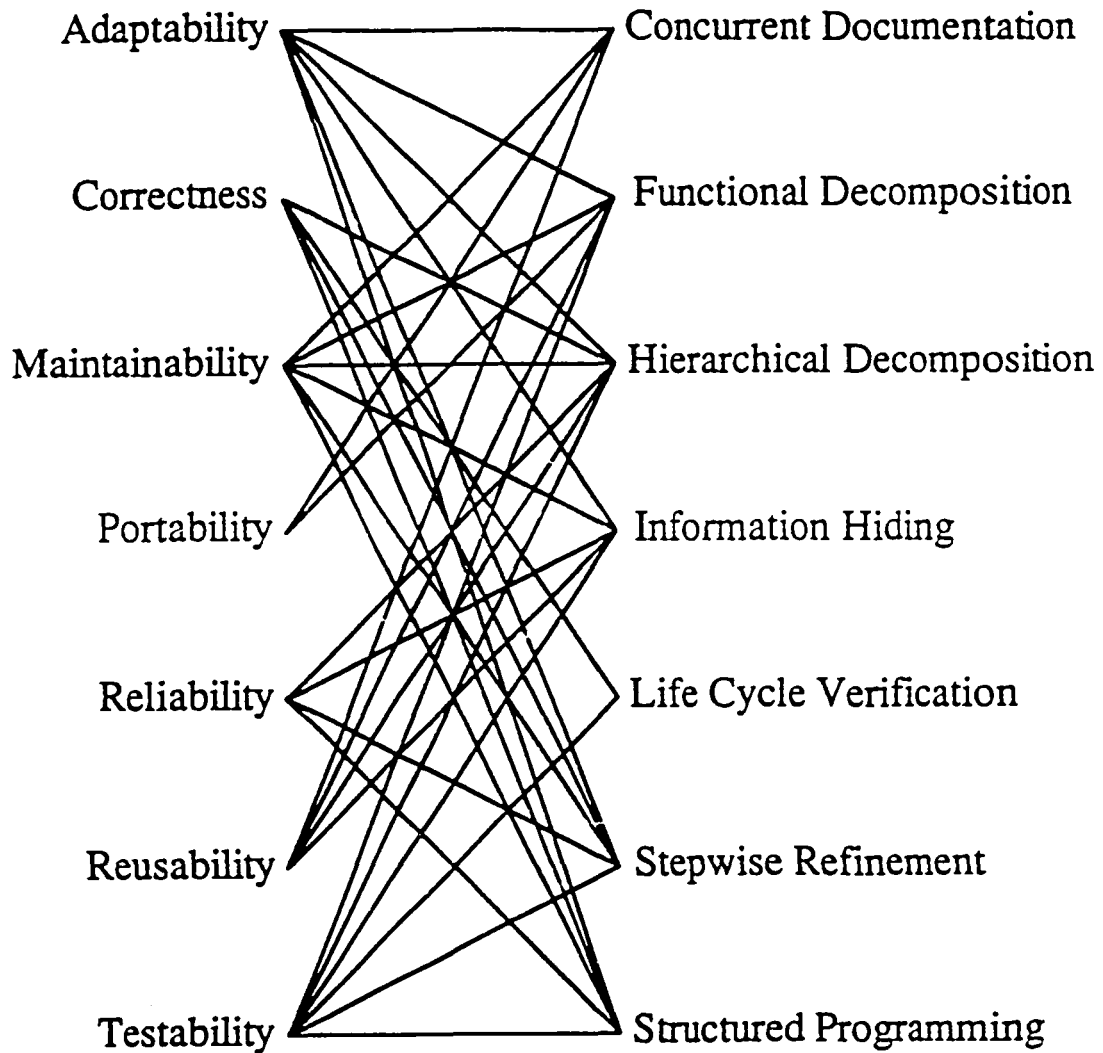 Adaptability Concurrent Documentation
Correctness Functional Decomposition
Maintainability Hierarchical Decomposition
Portability Information Hiding
Reliability Life Cycle Verification
Reusability Stepwise Refinement
Testability Structured Programming